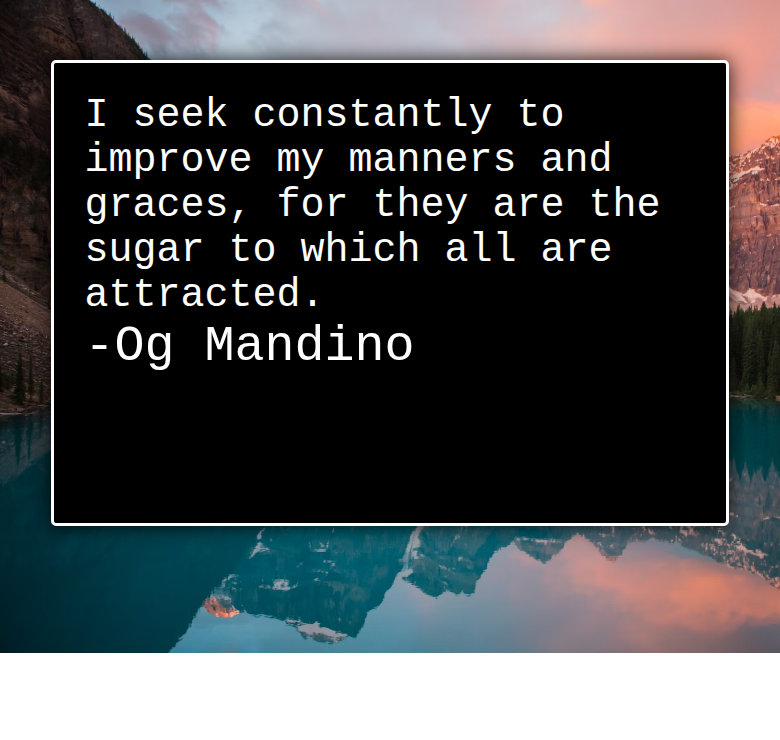 I seek constantly to
improve my manners and
graces, for they are the
sugar to which all are
attracted.
-Og Mandino